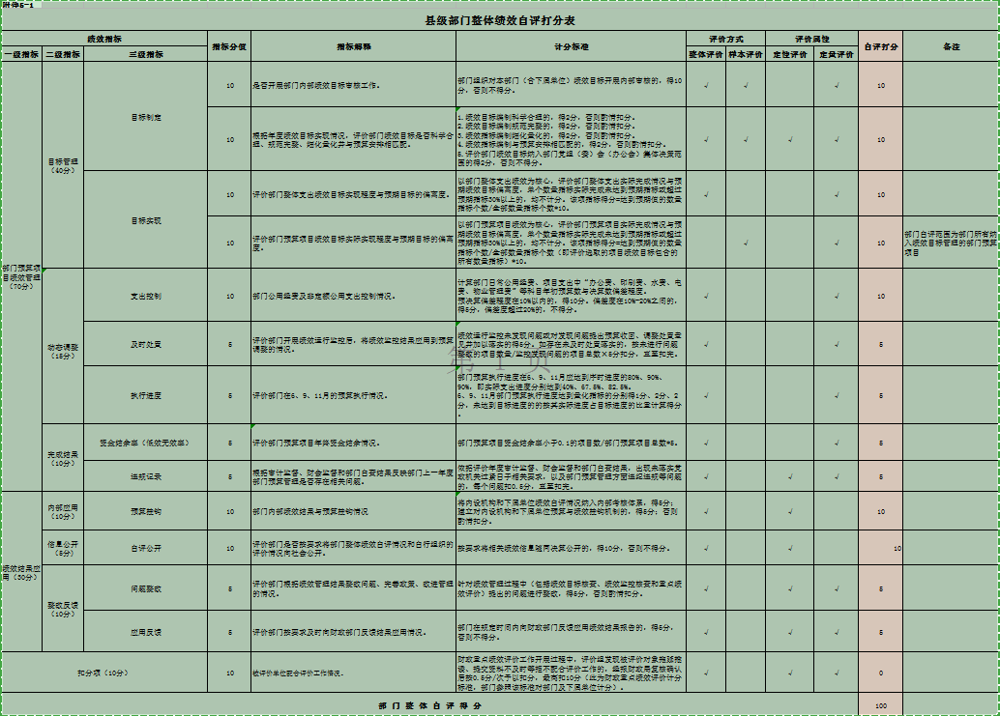 附件5-1
县级部门整体绩效自评打分表
绩效指标 指标分值 指标解释 计分标准 评价方式 评价属性 自评打分 备注
一级指标 二级指标 三级指标 整体评价 样本评价 定性评价 定量评价
部门预算项
目绩效管理
（70分）
目标管理
（40分）
目标制定
10 是否开展部门内部绩效目标审核工作。
部门组织对本部门（含下属单位）绩效目标开展内部审核的，得10
分，否则不得分。
√ √ 10
10
根据年度绩效目标实现情况，评价部门绩效目标是否科学合
理、规范完整、细化量化并与预算安排相匹配。
1.绩效目标编制科学合理的，得2分，否则酌情扣分。
2.绩效目标编制规范完整的，得2分，否则酌情扣分。
3.绩效指标编制细化量化的，得2分，否则酌情扣分。
4.绩效指标编制与预算安排相匹配的，得2分，否则酌情扣分。
5.评价部门绩效目标纳入部门党组（委）会（办公会）集体决策范
围的得2分，否则不得分。
√ √ √ √ 10
目标实现
10 评价部门整体支出绩效目标实现程度与预期目标的偏离度。
以部门整体支出绩效为核心，评价部门整体支出实际完成情况与预
期绩效目标偏离度，单个数量指标实际完成未达到预期指标或超过
预期指标30%以上的，均不计分。该项指标得分=达到预期值的数量
指标个数/全部数量指标个数*10。
√ √ 10
10
评价部门预算项目绩效目标实际实现程度与预期目标的偏离
度。
以部门预算项目绩效为核心，评价部门预算项目实际完成情况与预
期绩效目标偏离度，单个数量指标实际完成未达到预期指标或超过
预期指标30%以上的，均不计分。该项指标得分=达到预期值的数量
指标个数/全部数量指标个数（即评价选取的项目绩效目标包含的
所有数量指标）*10。
√ √ 10
部门自评范围为部门所有纳
入绩效目标管理的部门预算
项目
动态调整
（15分）
支出控制 10 部门公用经费及非定额公用支出控制情况。
计算部门日常公用经费、项目支出中“办公费、印刷费、水费、电
费、物业管理费”等科目年初预算数与决算数偏差程度。
预决算偏差程度在10%以内的，得10分。偏差度在10%-20%之间的，
得5分，偏差度超过20%的，不得分。
√ √ 10
及时处置 5
评价部门开展绩效运行监控后，将绩效监控结果应用到预算
调整的情况。
绩效运行监控未发现问题或对发现问题提出预算收回、调整处置意
见并加以落实的得5分。如存在未及时处置落实的，按未进行问题
整改的项目数量/监控发现问题的项目总数×5分扣分，直至扣完。
√ √ 5
第 1 页
执行进度 5 评价部门在6、9、11月的预算执行情况。
部门预算执行进度在6、9、11月应达到序时进度的80%、90%、
90%，即实际支出进度分别达到40%、67.5%、82.5%。
6、9、11月部门预算执行进度达到量化指标的分别得1分、2分、2
分，未达到目标进度的的按其实际进度占目标进度的比重计算得分
。
√ √ 5
完成结果
（10分）
资金结余率（低效无效率） 5 评价部门预算项目年终资金结余情况。
部门预算项目资金结余率小于0.1的项目数/部门预算项目总数*5。
√ √ 5
违规记录 5
根据审计监督、财会监督和部门自查结果反映部门上一年度
部门预算管理是否存在相关问题。
依据评价年度审计监督、财会监督和部门自查结果，出现未落实党
政机关过紧日子相关要求，以及部门预算管理方面违纪违规等问题
的，每个问题扣0.5分，直至扣完。
√ √ √ 5
绩效结果应
用（30分）
内部应用
（10分）
预算挂钩 10 部门内部绩效结果与预算挂钩情况
将内设机构和下属单位绩效自评情况纳入内部考核体系，得5分；
建立对内设机构和下属单位预算与绩效挂钩机制的，得5分；否则
酌情扣分。
√ √ 10
信息公开
（5分）
自评公开 10
评价部门是否按要求将部门整体绩效自评情况和自行组织的
评价情况向社会公开。
按要求将相关绩效信息随同决算公开的，得10分，否则不得分。
√ √ 10
整改反馈
（10分）
问题整改 5
评价部门根据绩效管理结果整改问题、完善政策、改进管理
的情况。
针对绩效管理过程中（包括绩效目标核查、绩效监控核查和重点绩
效评价）提出的问题进行整改，得5分，否则酌情扣分。
√ √ √ 5
应用反馈 5 评价部门按要求及时向财政部门反馈结果应用情况。
部门在规定时间内向财政部门反馈应用绩效结果报告的，得5分，
否则不得分。
√ √ √ 5
扣分项（10分） 10 被评价单位配合评价工作情况。
财政重点绩效评价工作开展过程中，评价组发现被评价对象拖延推
诿、提交资料不及时等拒不配合评价工作的，经报财政局复核确认
后按0.5分/次予以扣分，最高扣10分（此为财政重点绩效评价计分
标准，部门参照该标准对部门及下属单位计分）。
√ √ √ 0
部 门 整 体 自 评 得 分 100